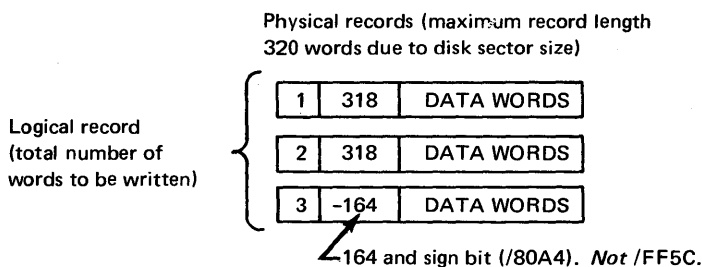 Physical records (maximum record length
320 words due to disk sector size)
Logical record
(total number of
words to be written)
1 318 DATA WORDS
2 318 DATA WORDS
3 -164 DATA WORDS
164 and sign bit (/80A4). Not /FF5C.